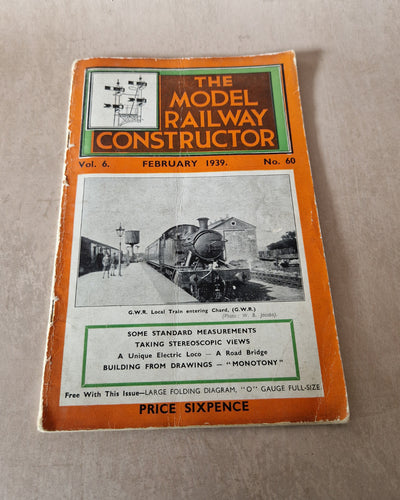 THE
MODEL
RAILWAY
CONSTRUCTOR
Vol. 6. FEBRUARY 1939. No. 60
G.W.R. Local Train entering Chard, (G.W.R.)
(Photo: W. B. Jones).
SOME STANDARD MEASUREMENTS
TAKING STEREOSCOPIC VIEWS
A Unique Electric Loco — A Road Bridge
BUILDING FROM DRAWINGS — "MONOTONY"
Free With This Issue—LARGE FOLDING DIAGRAM, "O" GAUGE FULL-SIZE.
PRICE SIXPENCE